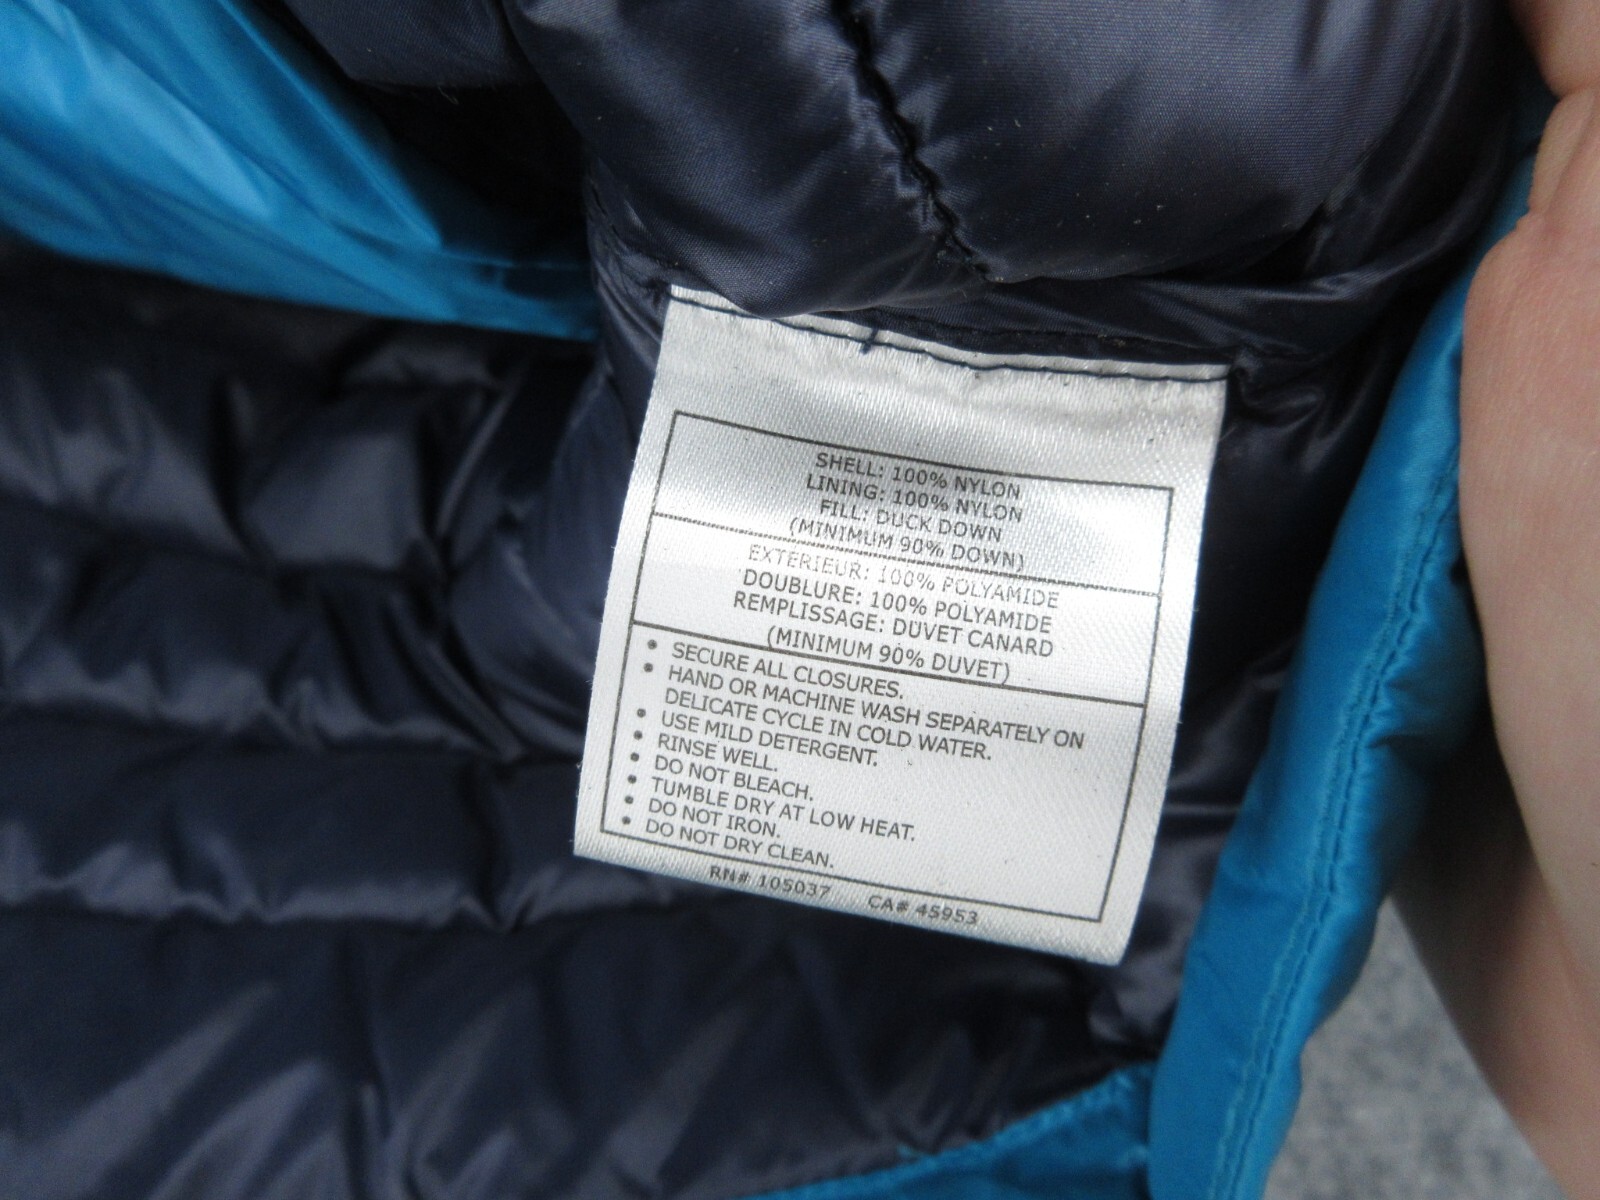 SHELL: 100% NYLON
LINING: 100% NYLON
FILL: DUCK DOWN
(MINIMUM 90% DOWN)
EXTERIEUR: 100% POLYAMIDE
DOUBLURE: 100% POLYAMIDE
REMPLISSAGE: DUVET CANARD
(MINIMUM 90% DUVET)
• SECURE ALL CLOSURES.
• HAND OR MACHINE WASH SEPARATELY ON
DELICATE CYCLE IN COLD WATER.
• USE MILD DETERGENT.
• RINSE WELL.
• DO NOT BLEACH.
• TUMBLE DRY AT LOW HEAT.
• DO NOT IRON.
• DO NOT DRY CLEAN.
RN# 105037 CA# 45953